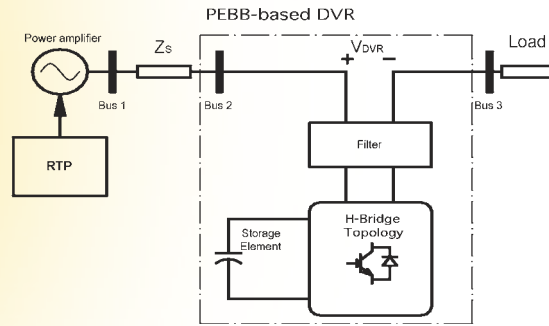 PEBB-based DVR
Power amplifier
Zs
VDVR
Load
+ −
Bus 1
Bus 2
Bus 3
Filter
RTP
H-Bridge
Topology
Storage
Element